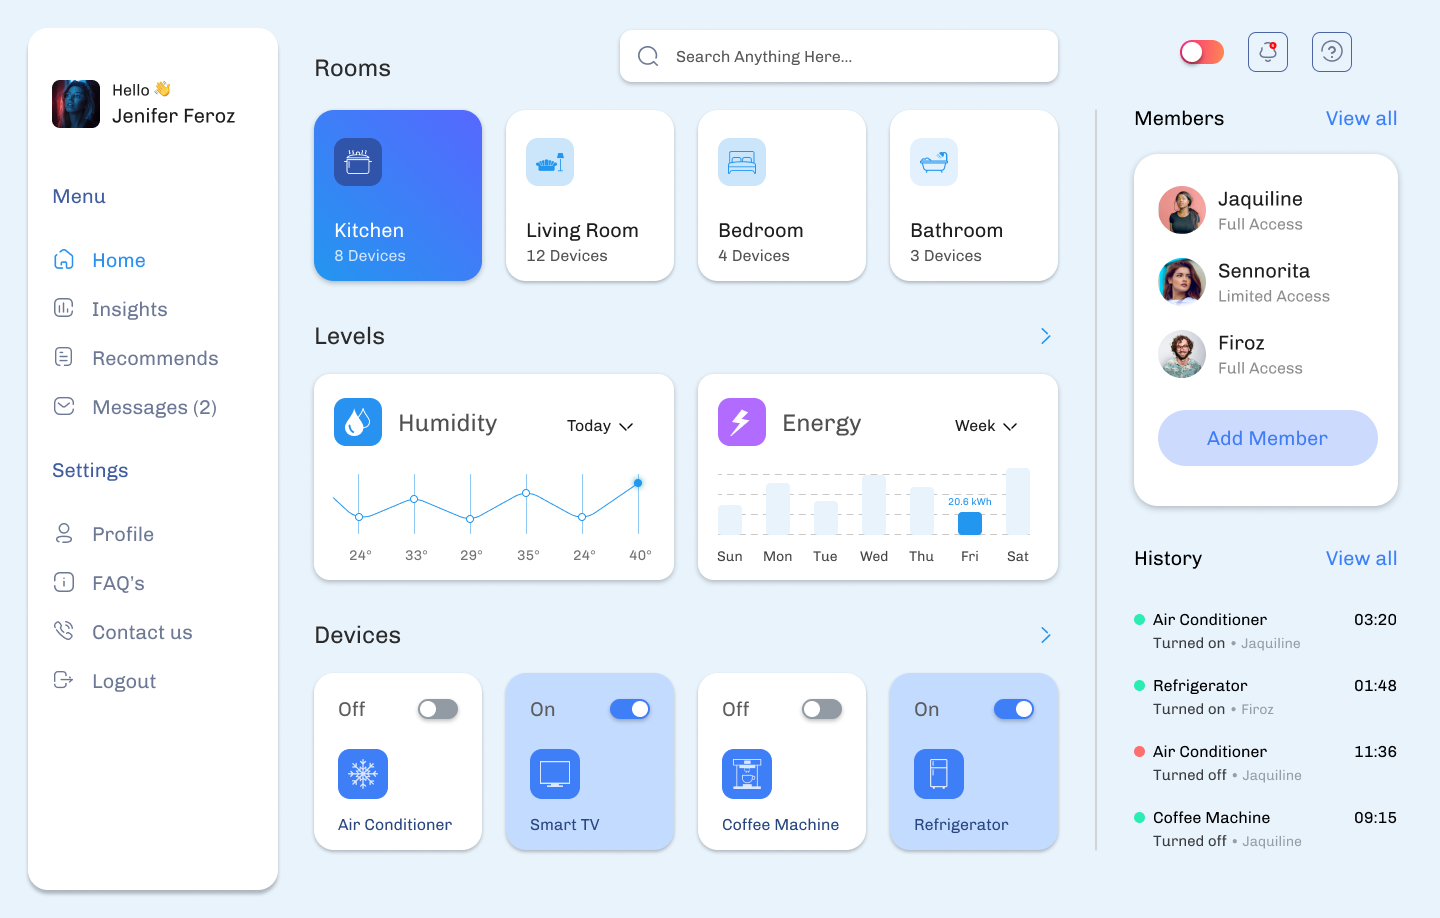 Hello 👋
Jenifer Feroz
Menu
Home
Insights
Recommends
Messages (2)
Settings
Profile
FAQ's
Contact us
Logout
Search Anything Here...
Rooms
Kitchen
8 Devices
Living Room
12 Devices
Bedroom
4 Devices
Bathroom
3 Devices
Levels
Humidity
Today
24° 33° 29° 35° 24° 40°
Energy
Week
20.6 kWh
Sun Mon Tue Wed Thu Fri Sat
Devices
Off
Air Conditioner
On
Smart TV
Off
Coffee Machine
On
Refrigerator
Members
View all
Jaquiline
Full Access
Sennorita
Limited Access
Firoz
Full Access
Add Member
History
View all
Air Conditioner 03:20
Turned on • Jaquiline
Refrigerator 01:48
Turned on • Firoz
Air Conditioner 11:36
Turned off • Jaquiline
Coffee Machine 09:15
Turned off • Jaquiline